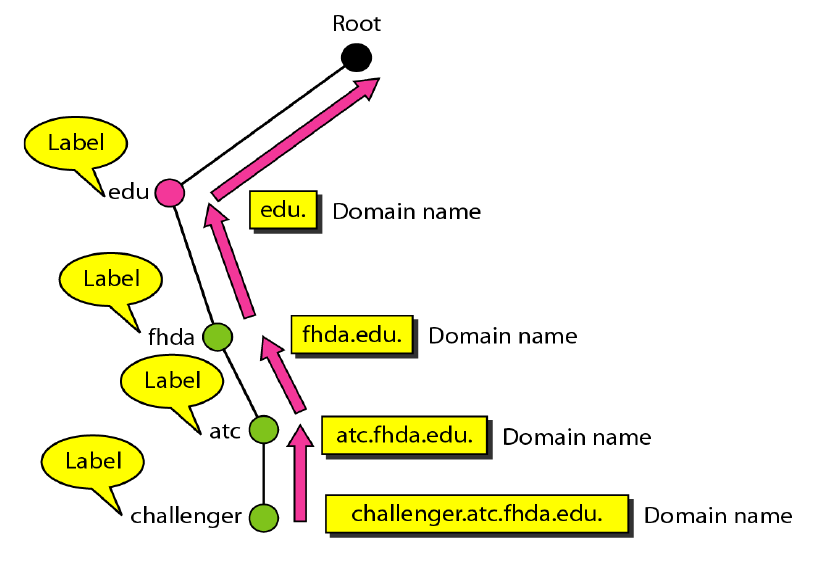 Root
Label
edu
edu. Domain name
Label
fhda
fhda.edu. Domain name
Label
atc
atc.fhda.edu. Domain name
Label
challenger
challenger.atc.fhda.edu. Domain name